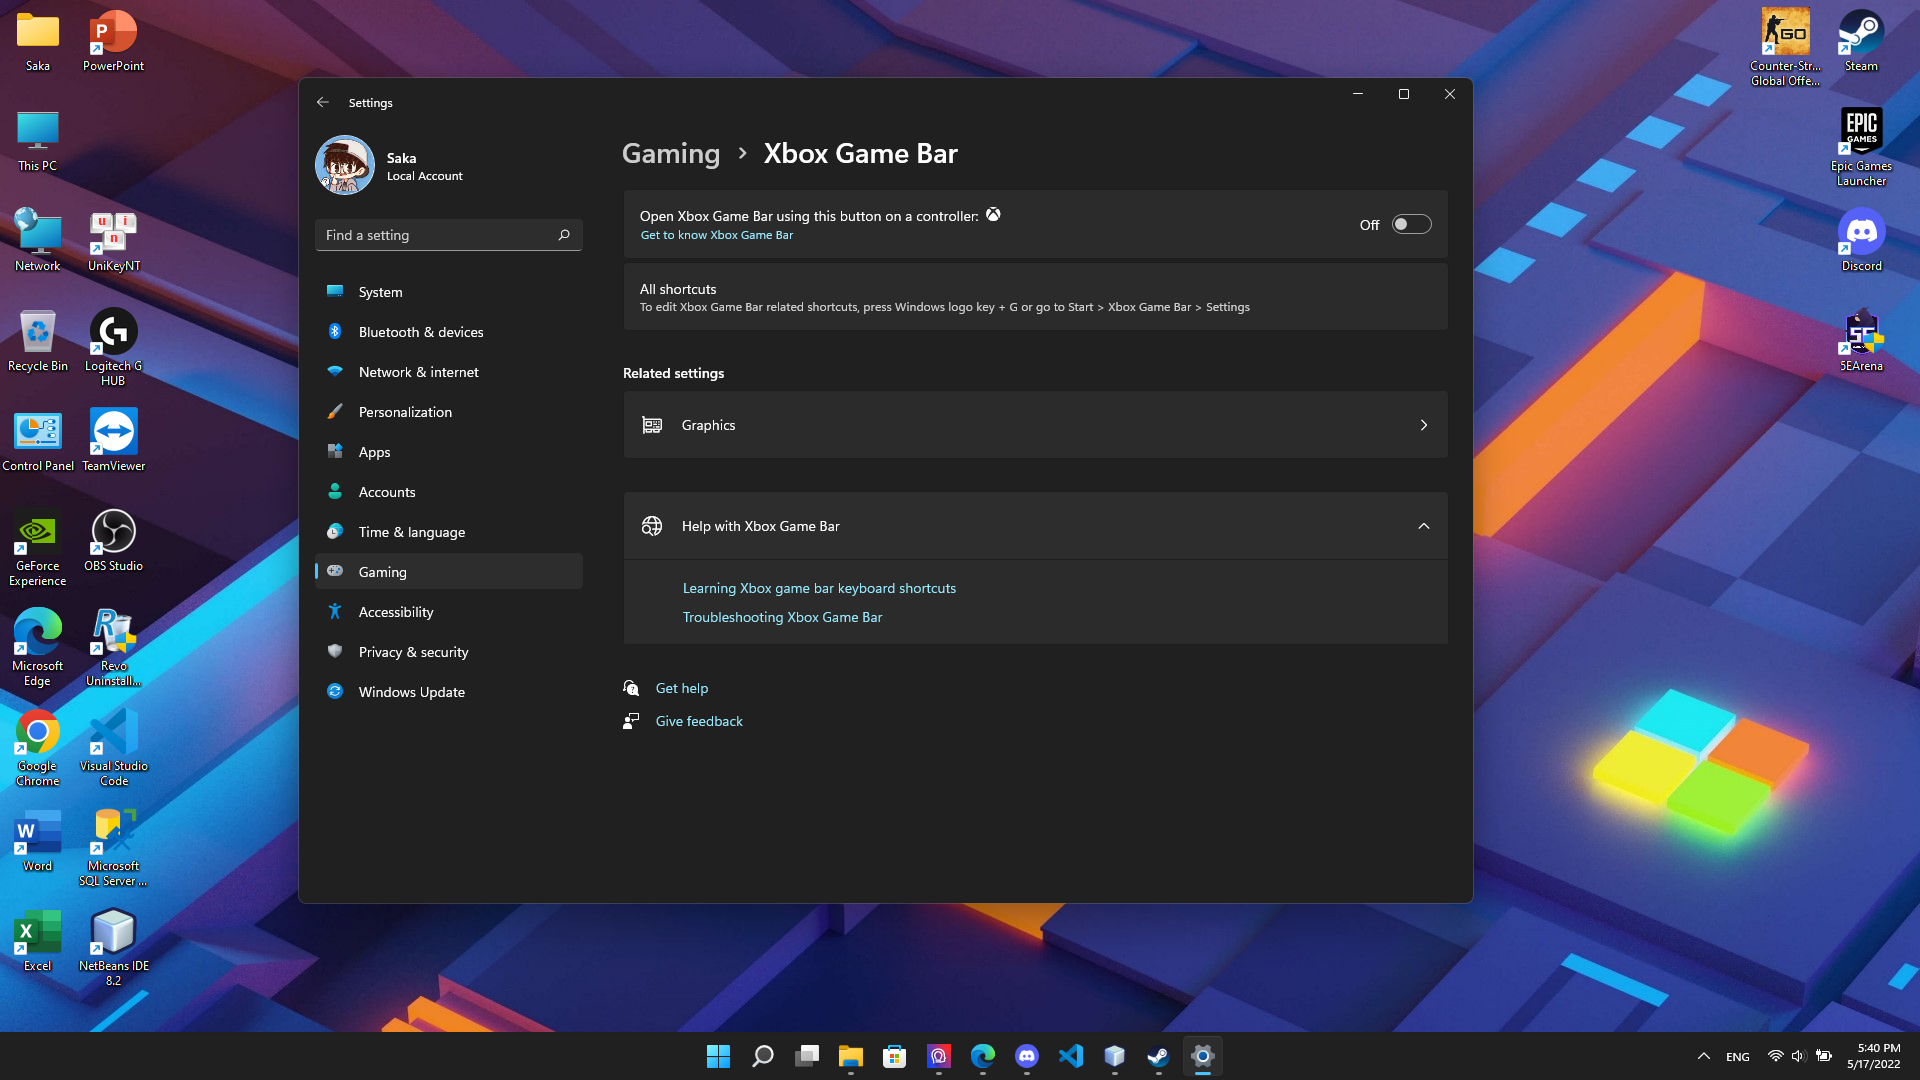 Saka
PowerPoint
This PC
Network
UniKeyNT
Recycle Bin
Logitech G
HUB
Control Panel
TeamViewer
GeForce
Experience
OBS Studio
Microsoft
Edge
Revo
Uninstall...
Google
Chrome
Visual Studio
Code
Word
Microsoft
SQL Server ...
Excel
NetBeans IDE
8.2
Settings
Saka
Local Account
Find a setting
System
Bluetooth & devices
Network & internet
Personalization
Apps
Accounts
Time & language
Gaming
Accessibility
Privacy & security
Windows Update
Gaming > Xbox Game Bar
Open Xbox Game Bar using this button on a controller:
Get to know Xbox Game Bar
Off
All shortcuts
To edit Xbox Game Bar related shortcuts, press Windows logo key + G or go to Start > Xbox Game Bar > Settings
Related settings
Graphics
Help with Xbox Game Bar
Learning Xbox game bar keyboard shortcuts
Troubleshooting Xbox Game Bar
Get help
Give feedback
GO
Counter-Str...
Global Offe...
Steam
EPIC
GAMES
Epic Games
Launcher
Discord
5EArena
ENG
5:40 PM
5/17/2022